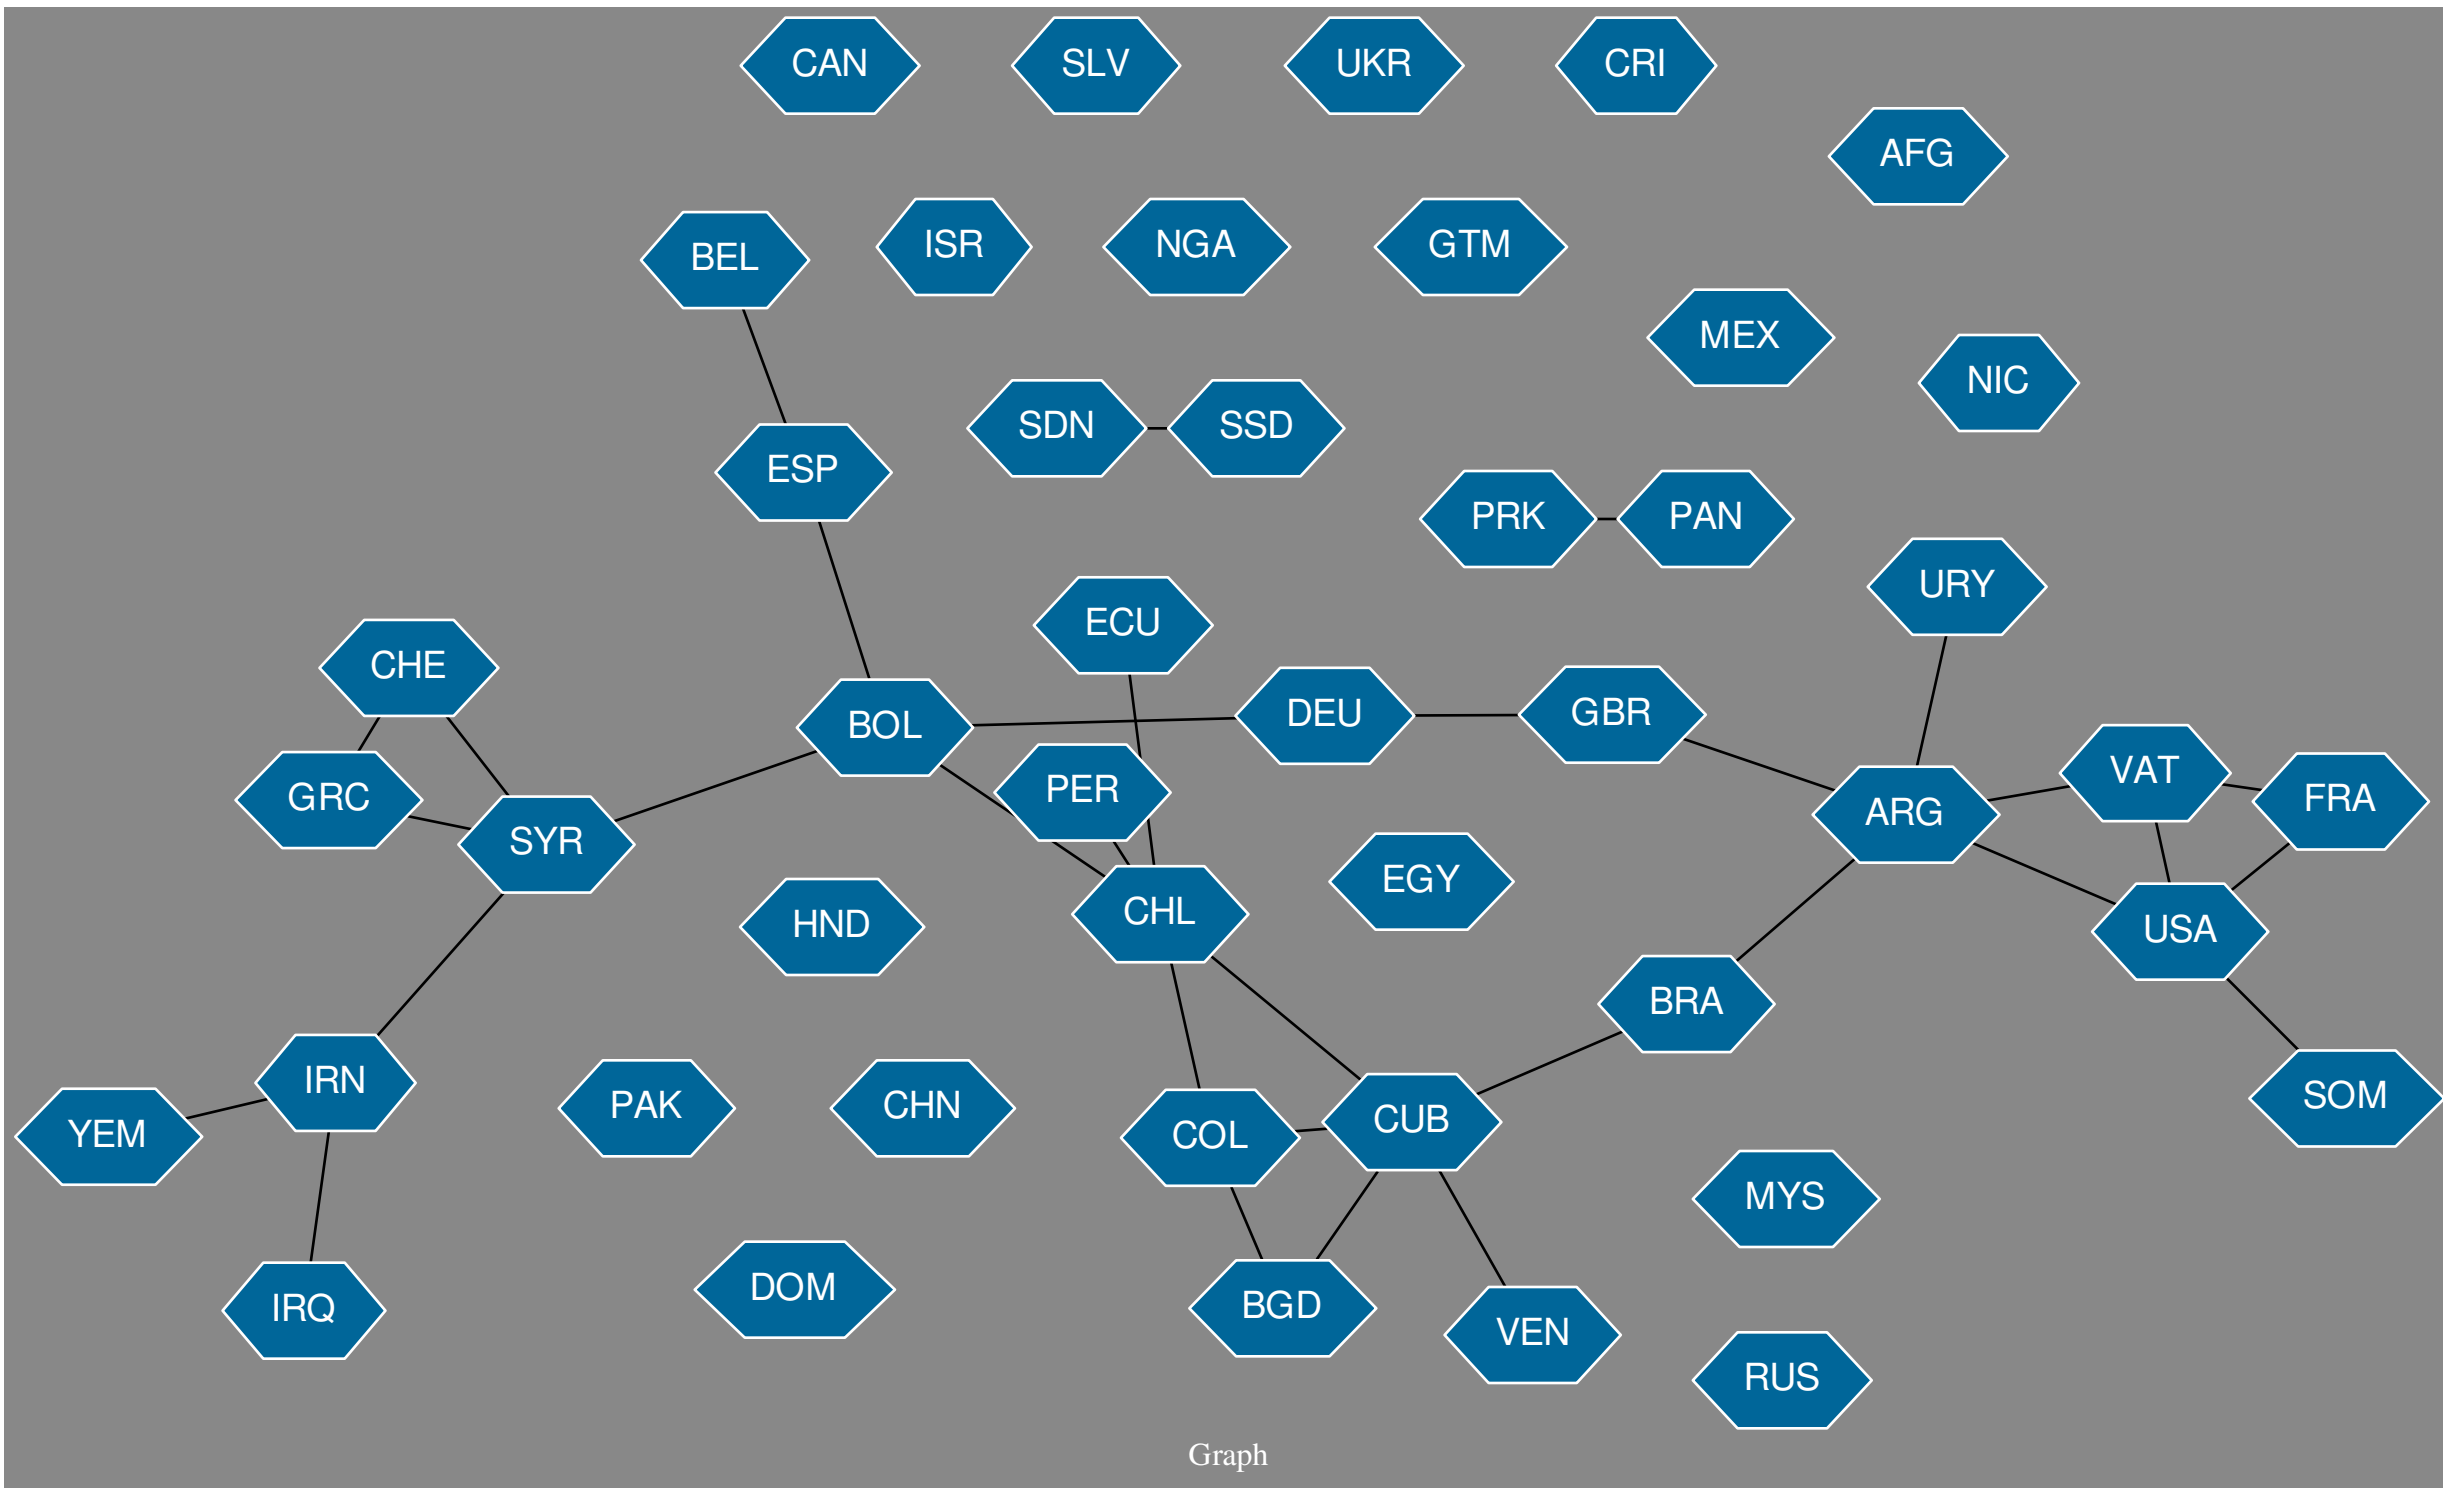 CAN
SLV
UKR
CRI
AFG
BEL
ISR
NGA
GTM
MEX
NIC
SDN
SSD
ESP
PRK
PAN
URY
ECU
CHE
BOL
DEU
GBR
VAT
FRA
PER
GRC
ARG
SYR
EGY
HND
CHL
USA
BRA
IRN
PAK
CHN
SOM
YEM
COL
CUB
MYS
DOM
IRQ
BGD
VEN
RUS
Graph